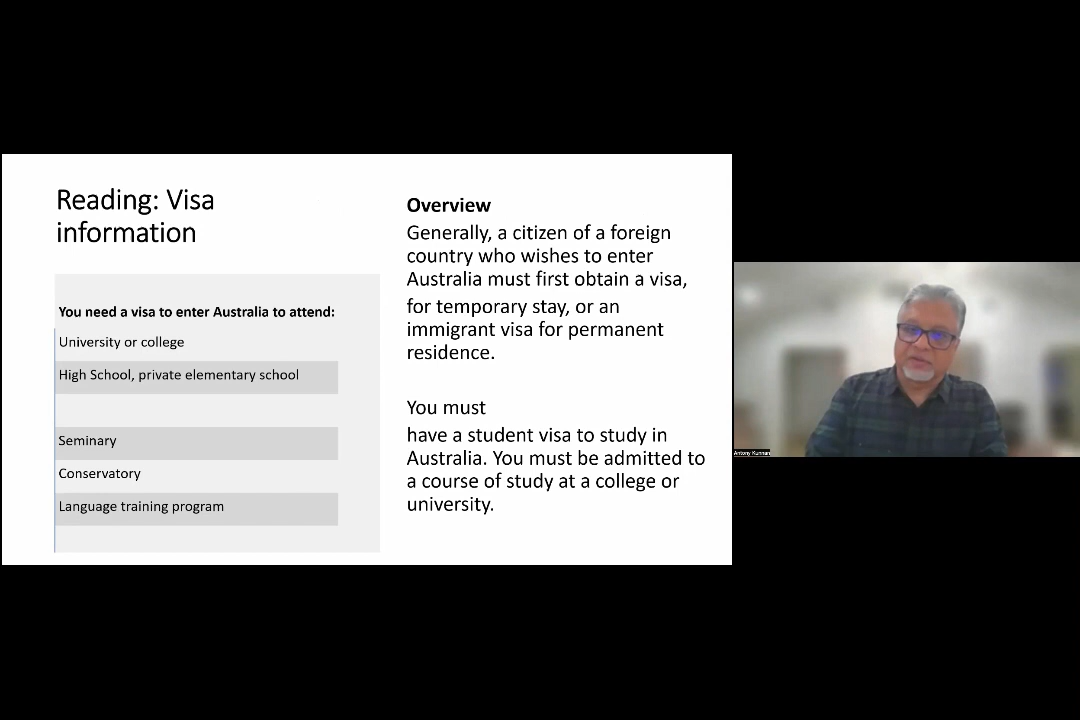 Reading: Visa
information
You need a visa to enter Australia to attend:
University or college
High School, private elementary school
Seminary
Conservatory
Language training program
Overview
Generally, a citizen of a foreign
country who wishes to enter
Australia must first obtain a visa,
for temporary stay, or an
immigrant visa for permanent
residence.
You must
have a student visa to study in
Australia. You must be admitted to
a course of study at a college or
university.
Antony Kunnan